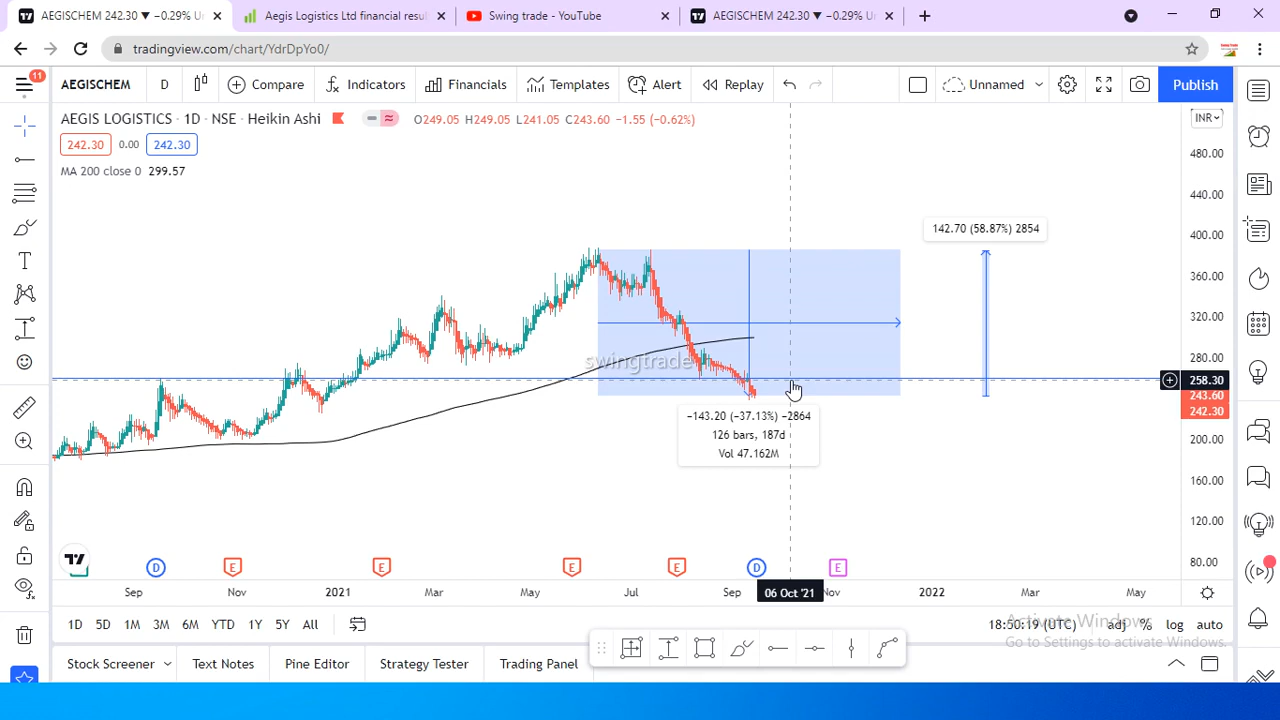 AEGISCHEM 242.30 ▼ −0.29% Un
Aegis Logistics Ltd financial resul
Swing trade - YouTube
AEGISCHEM 242.30 ▼ −0.29% Un
tradingview.com/chart/YdrDpYo0/
11
AEGISCHEM
D
Compare
Indicators
Financials
Templates
Alert
Replay
Unnamed
Publish
AEGIS LOGISTICS · 1D · NSE · Heikin Ashi
O249.05 H249.05 L241.05 C243.60 −1.55 (−0.62%)
INR
242.30
0.00
242.30
MA 200 close 0 299.57
480.00
440.00
400.00
360.00
320.00
280.00
258.30
243.60
242.30
200.00
160.00
120.00
80.00
142.70 (58.87%) 2854
swingtrade
−143.20 (−37.13%) −2864
126 bars, 187d
Vol 47.162M
D
E
E
E
E
D
E
Sep
Nov
2021
Mar
May
Jul
Sep
06 Oct '21
Nov
2022
Mar
May
1D 5D 1M 3M 6M YTD 1Y 5Y All
18:50:19 (UTC)
adj % log auto
Activate Windows
Go to Settings to activate Windows.
Stock Screener
Text Notes
Pine Editor
Strategy Tester
Trading Panel